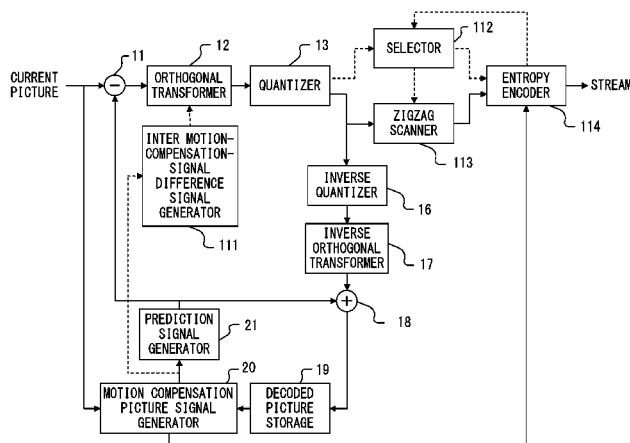 112
11
12
13
SELECTOR
CURRENT
PICTURE
−
ORTHOGONAL
TRANSFORMER
QUANTIZER
ENTROPY
ENCODER
STREAM
114
ZIGZAG
SCANNER
113
INTER MOTION-
COMPENSATION-
SIGNAL
DIFFERENCE
SIGNAL
GENERATOR
111
INVERSE
QUANTIZER
16
INVERSE
ORTHOGONAL
TRANSFORMER
17
+
18
PREDICTION
SIGNAL
GENERATOR
21
20
19
MOTION COMPENSATION
PICTURE SIGNAL
GENERATOR
DECODED
PICTURE
STORAGE